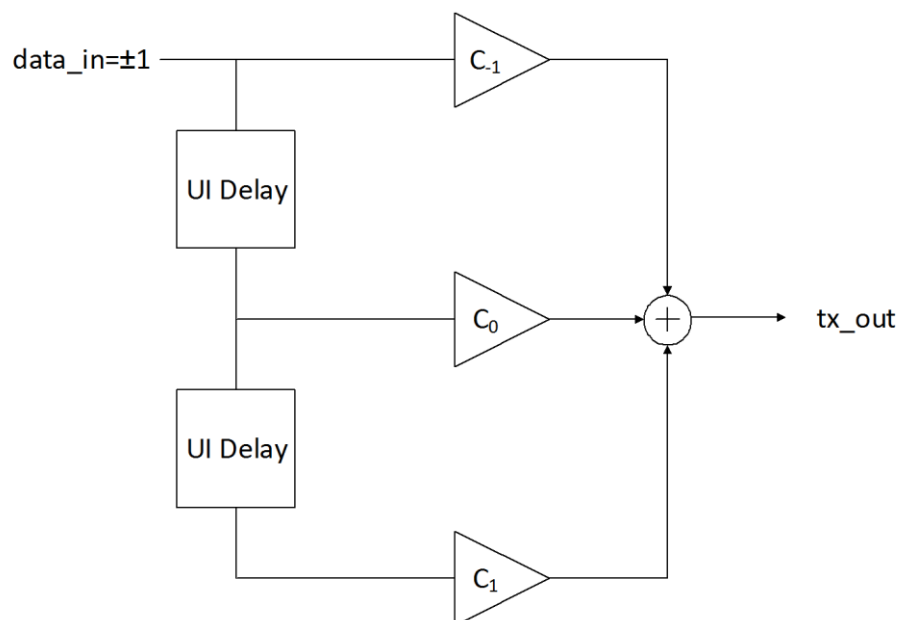 data_in=±1
C-1
UI Delay
C0
+
tx_out
UI Delay
C1